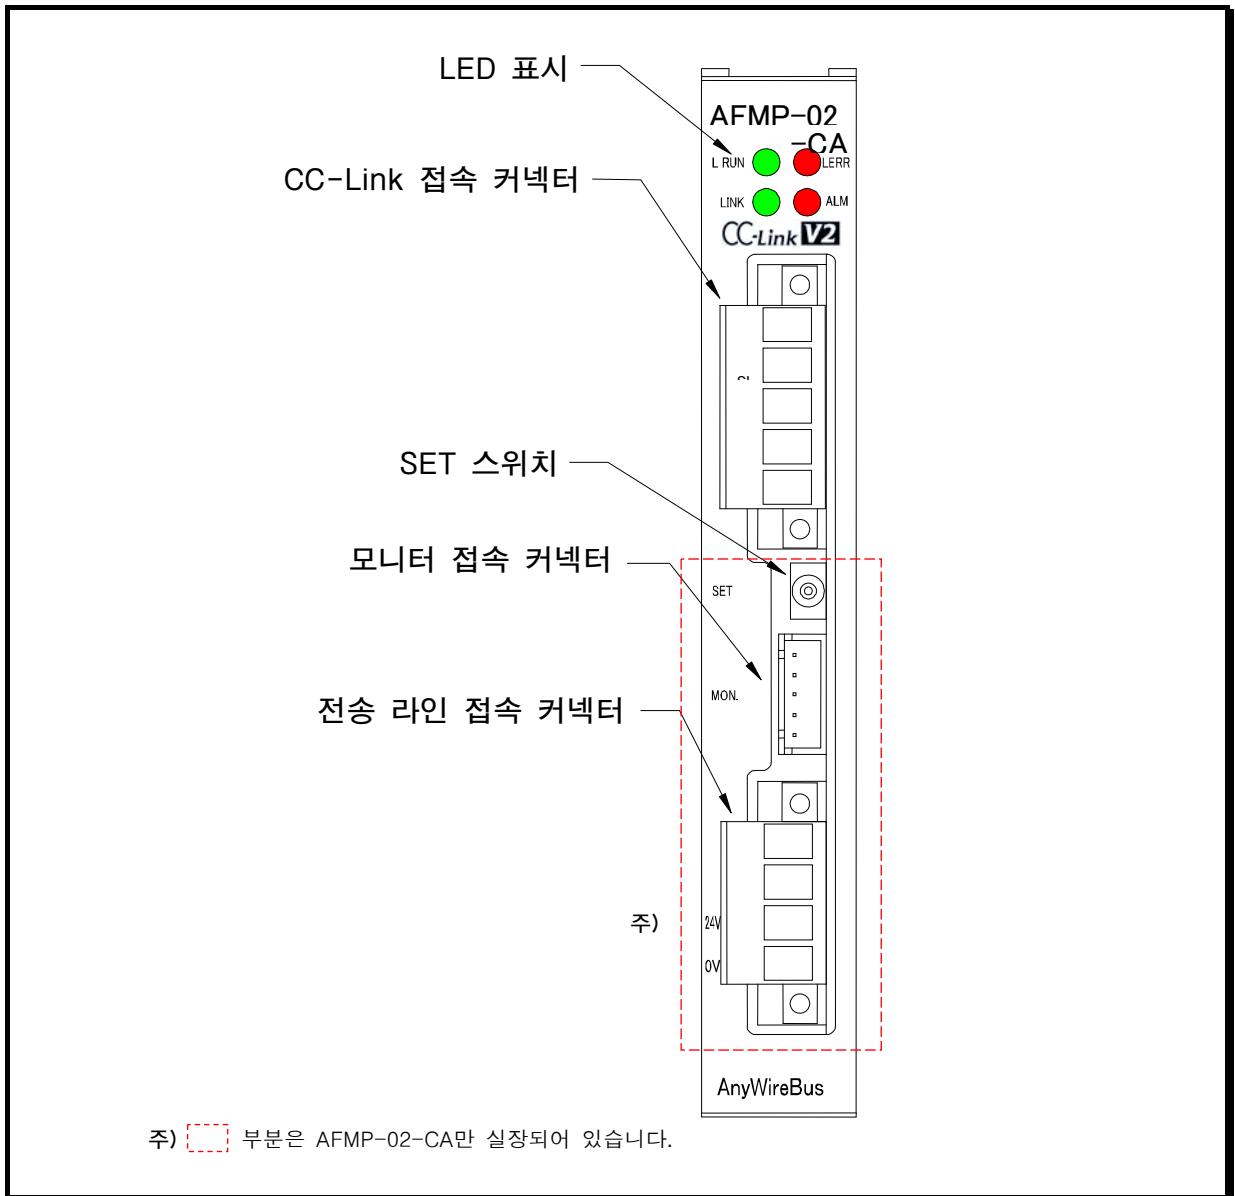 LED 표시
AFMP-02
-CA
L RUN
LERR
CC-Link 접속 커넥터
LINK
ALM
CC-Link V2
SET 스위치
모니터 접속 커넥터
SET
MON.
전송 라인 접속 커넥터
주)
24V
0V
AnyWireBus
주) 부분은 AFMP-02-CA만 실장되어 있습니다.